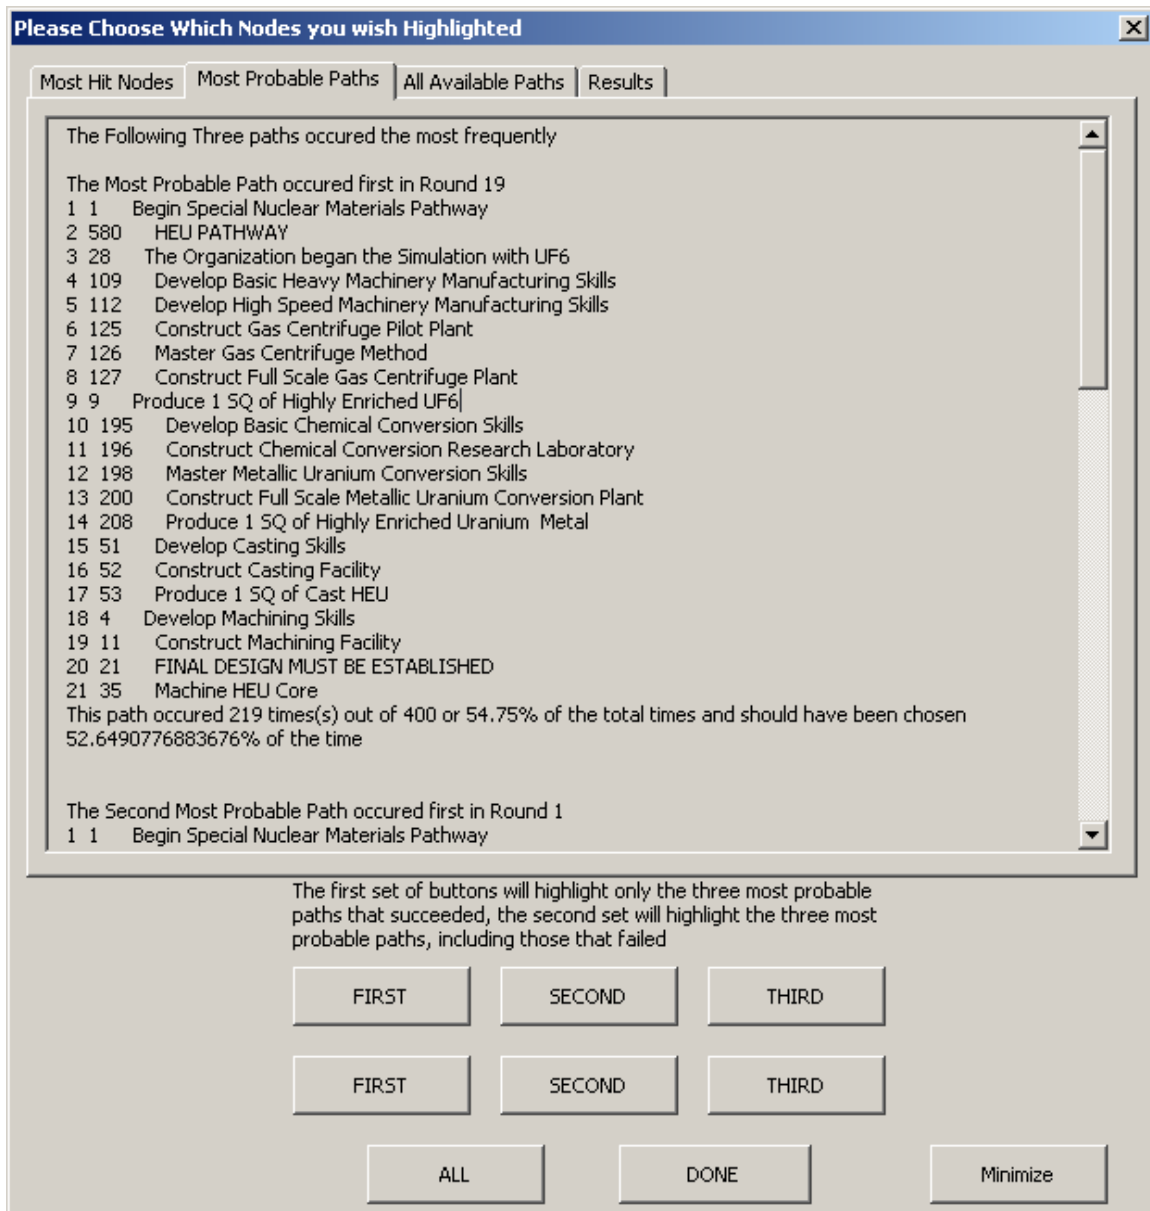 Please Choose Which Nodes you wish Highlighted
Most Hit Nodes Most Probable Paths All Available Paths Results
The Following Three paths occured the most frequently
The Most Probable Path occured first in Round 19
1 1 Begin Special Nuclear Materials Pathway
2 580 HEU PATHWAY
3 28 The Organization began the Simulation with UF6
4 109 Develop Basic Heavy Machinery Manufacturing Skills
5 112 Develop High Speed Machinery Manufacturing Skills
6 125 Construct Gas Centrifuge Pilot Plant
7 126 Master Gas Centrifuge Method
8 127 Construct Full Scale Gas Centrifuge Plant
9 9 Produce 1 SQ of Highly Enriched UF6
10 195 Develop Basic Chemical Conversion Skills
11 196 Construct Chemical Conversion Research Laboratory
12 198 Master Metallic Uranium Conversion Skills
13 200 Construct Full Scale Metallic Uranium Conversion Plant
14 208 Produce 1 SQ of Highly Enriched Uranium Metal
15 51 Develop Casting Skills
16 52 Construct Casting Facility
17 53 Produce 1 SQ of Cast HEU
18 4 Develop Machining Skills
19 11 Construct Machining Facility
20 21 FINAL DESIGN MUST BE ESTABLISHED
21 35 Machine HEU Core
This path occured 219 times(s) out of 400 or 54.75% of the total times and should have been chosen
52.6490776883676% of the time
The Second Most Probable Path occured first in Round 1
1 1 Begin Special Nuclear Materials Pathway
The first set of buttons will highlight only the three most probable
paths that succeeded, the second set will highlight the three most
probable paths, including those that failed
FIRST SECOND THIRD
FIRST SECOND THIRD
ALL DONE Minimize